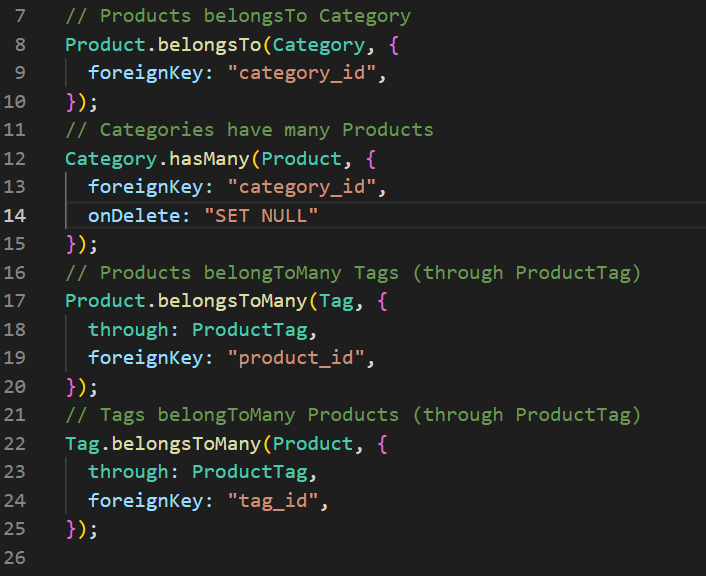 7 // Products belongsTo Category
8 Product.belongsTo(Category, {
9   foreignKey: "category_id",
10 });
11 // Categories have many Products
12 Category.hasMany(Product, {
13   foreignKey: "category_id",
14   onDelete: "SET NULL"
15 });
16 // Products belongToMany Tags (through ProductTag)
17 Product.belongsToMany(Tag, {
18   through: ProductTag,
19   foreignKey: "product_id",
20 });
21 // Tags belongToMany Products (through ProductTag)
22 Tag.belongsToMany(Product, {
23   through: ProductTag,
24   foreignKey: "tag_id",
25 });
26